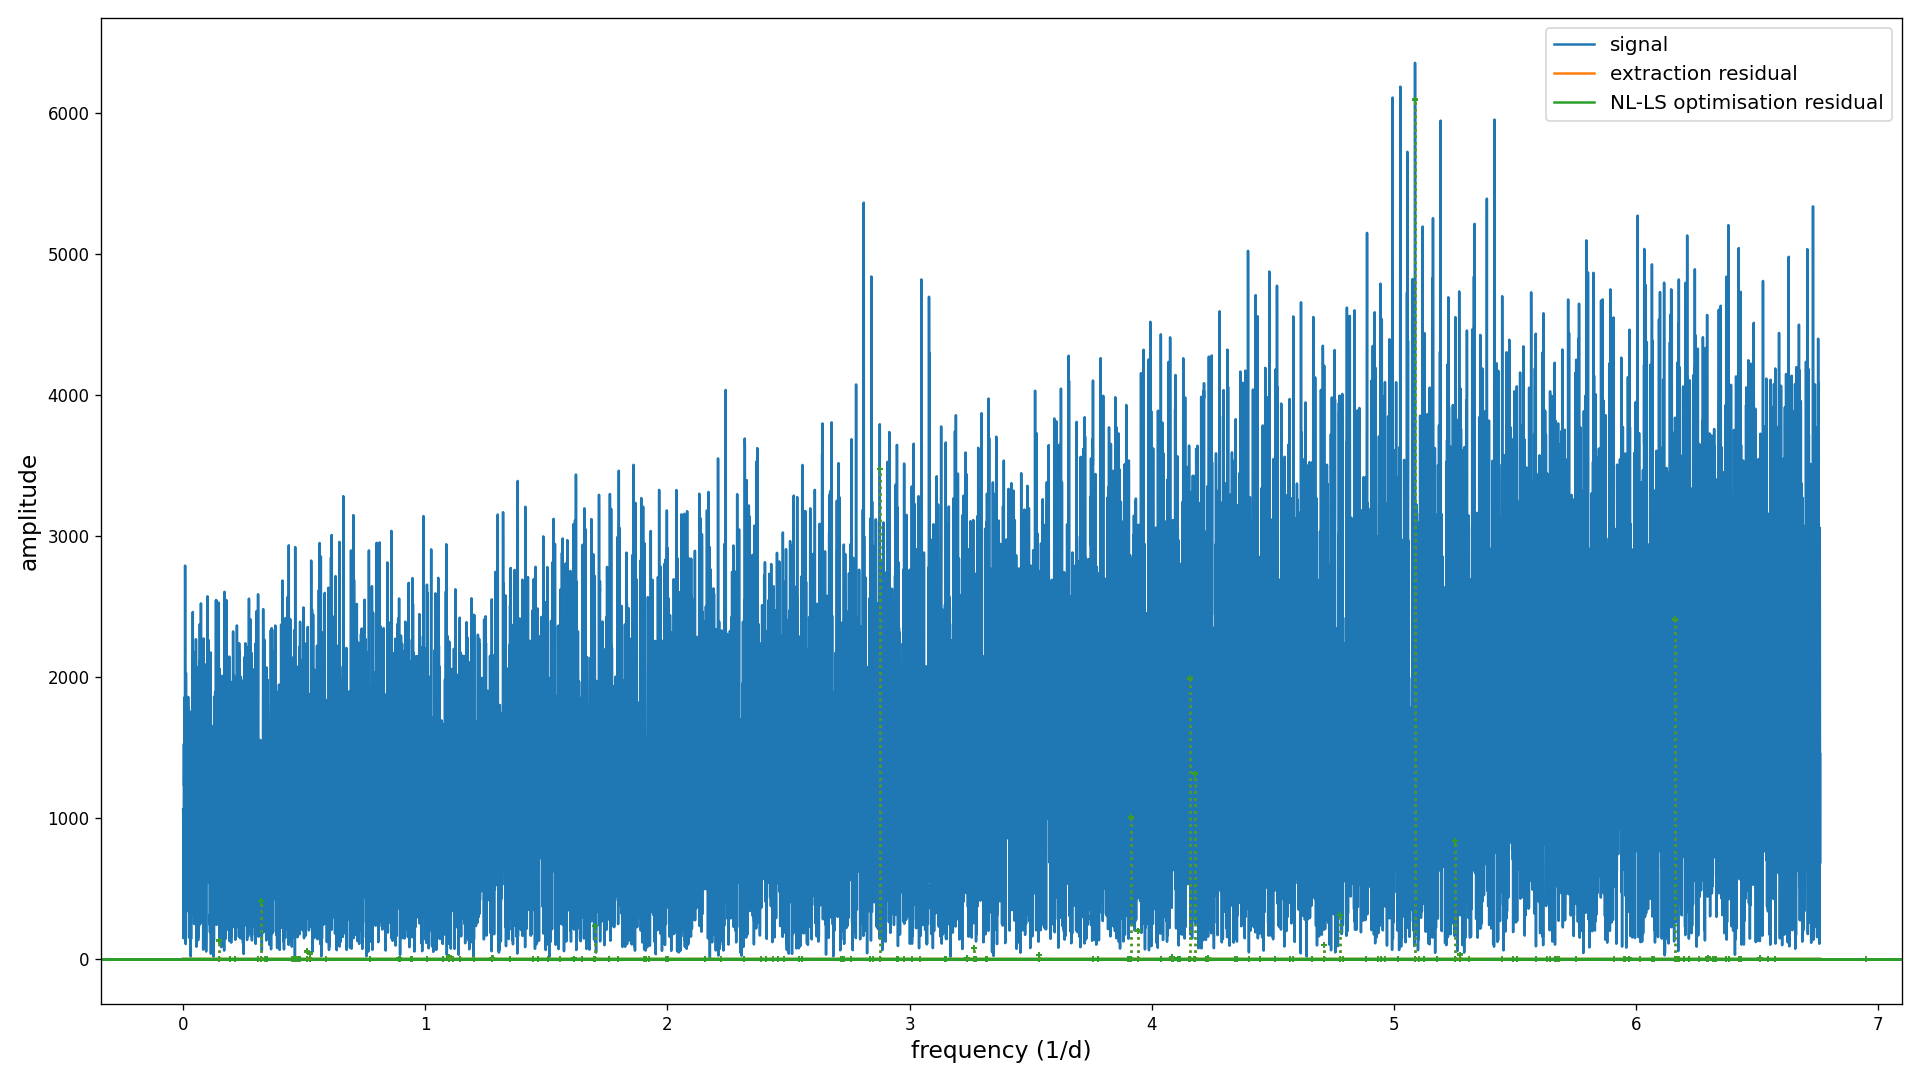 signal
extraction residual
NL-LS optimisation residual
6000
5000
4000
3000
2000
1000
0
amplitude
0 1 2 3 4 5 6 7
frequency (1/d)